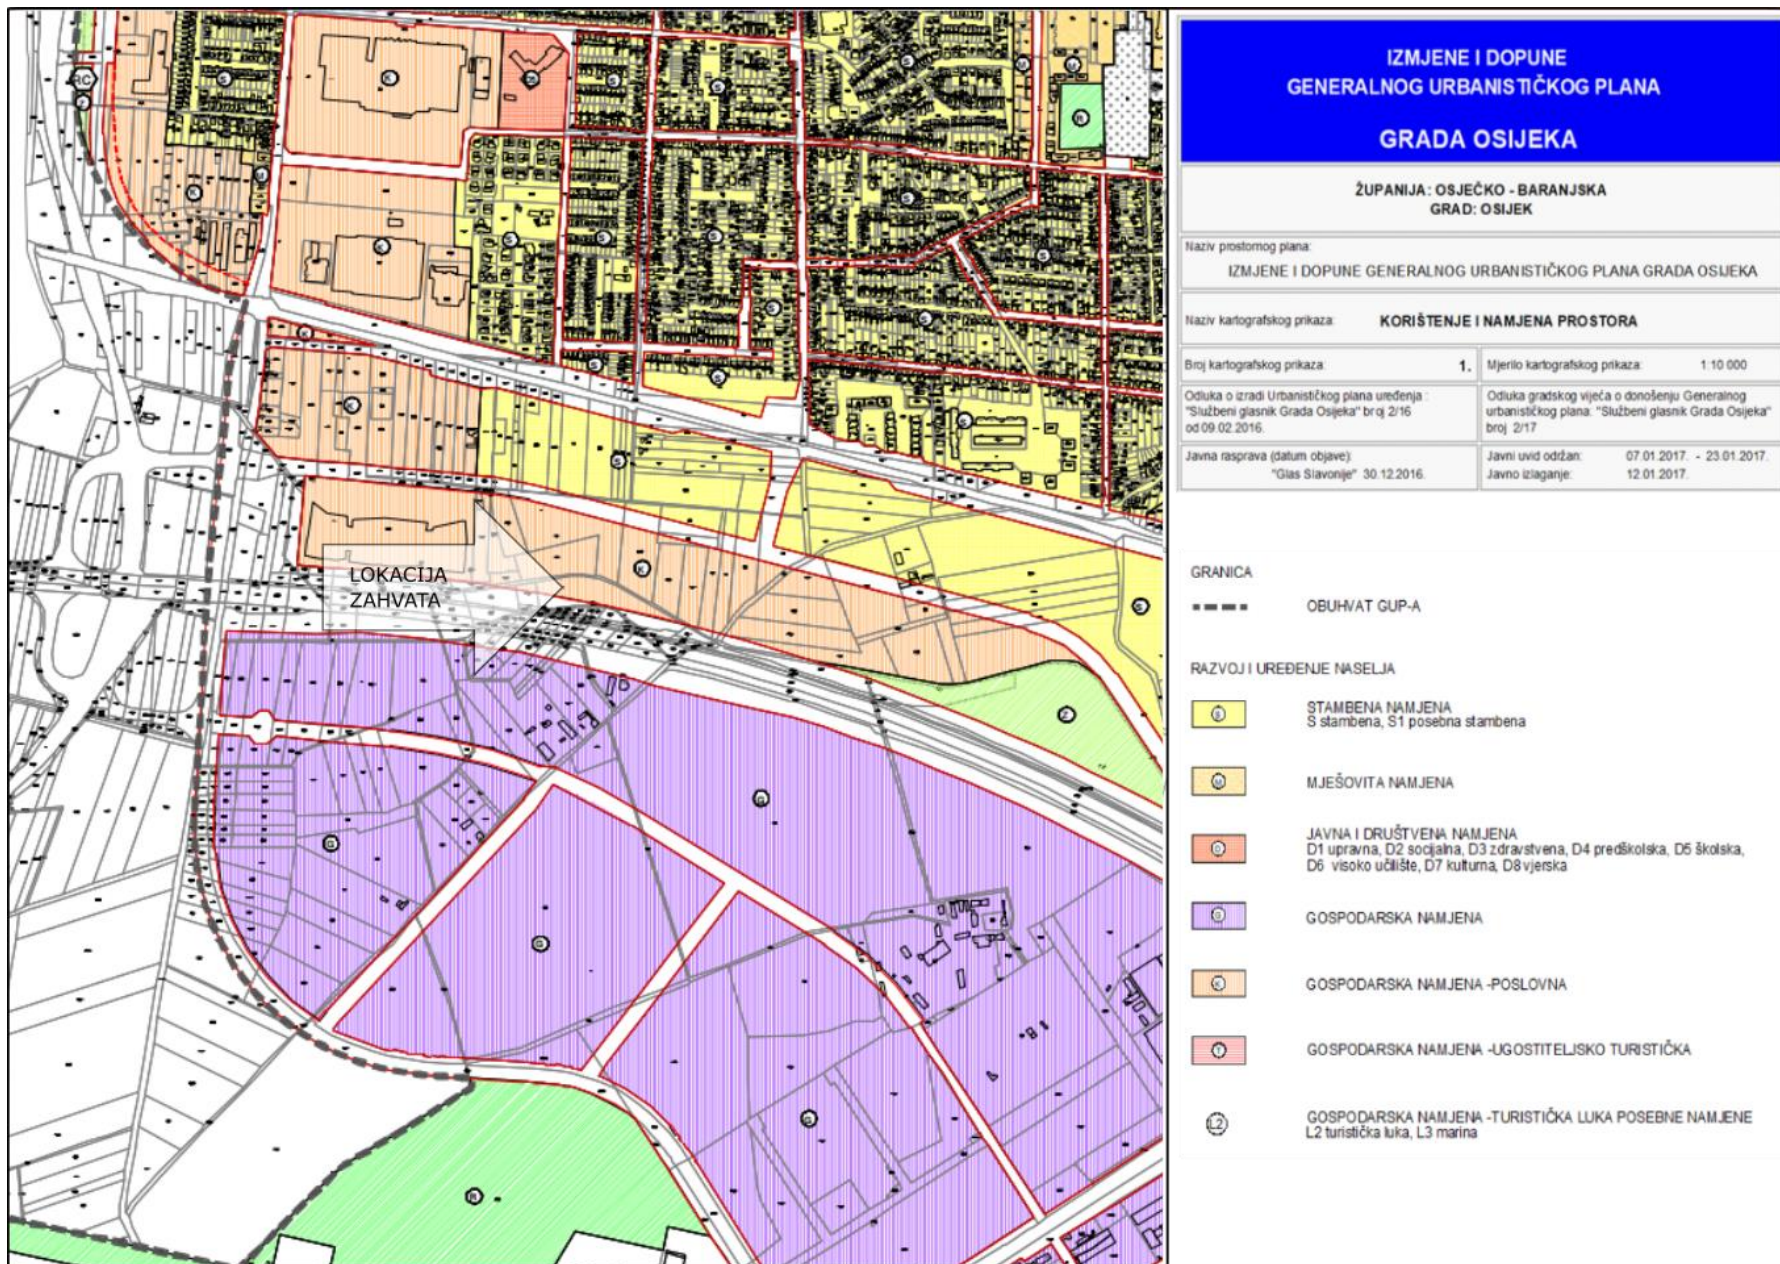 LOKACIJA
ZAHVATA
IZMJENE I DOPUNE
GENERALNOG URBANISTIČKOG PLANA
GRADA OSIJEKA
ŽUPANIJA: OSJEČKO - BARANJSKA
GRAD: OSIJEK
Naziv prostornog plana:
IZMJENE I DOPUNE GENERALNOG URBANISTIČKOG PLANA GRADA OSIJEKA
Naziv kartografskog prikaza: KORIŠTENJE I NAMJENA PROSTORA
Broj kartografskog prikaza: 1. Mjerilo kartografskog prikaza: 1:10 000
Odluka o izradi Urbanističkog plana uređenja :
"Službeni glasnik Grada Osijeka" broj 2/16
od 09.02.2016.
Odluka gradskog vijeća o donošenju Generalnog
urbanističkog plana: "Službeni glasnik Grada Osijeka"
broj 2/17
Javna rasprava (datum objave):
"Glas Slavonije" 30.12.2016.
Javni uvid održan: 07.01.2017. - 23.01.2017.
Javno izlaganje: 12.01.2017.
GRANICA
OBUHVAT GUP-A
RAZVOJ I UREĐENJE NASELJA
S STAMBENA NAMJENA
S stambena, S1 posebna stambena
M MJEŠOVITA NAMJENA
D JAVNA I DRUŠTVENA NAMJENA
D1 upravna, D2 socijalna, D3 zdravstvena, D4 predškolska, D5 školska,
D6 visoko učilište, D7 kulturna, D8 vjerska
G GOSPODARSKA NAMJENA
K GOSPODARSKA NAMJENA -POSLOVNA
T GOSPODARSKA NAMJENA -UGOSTITELJSKO TURISTIČKA
L2 GOSPODARSKA NAMJENA -TURISTIČKA LUKA POSEBNE NAMJENE
L2 turistička luka, L3 marina